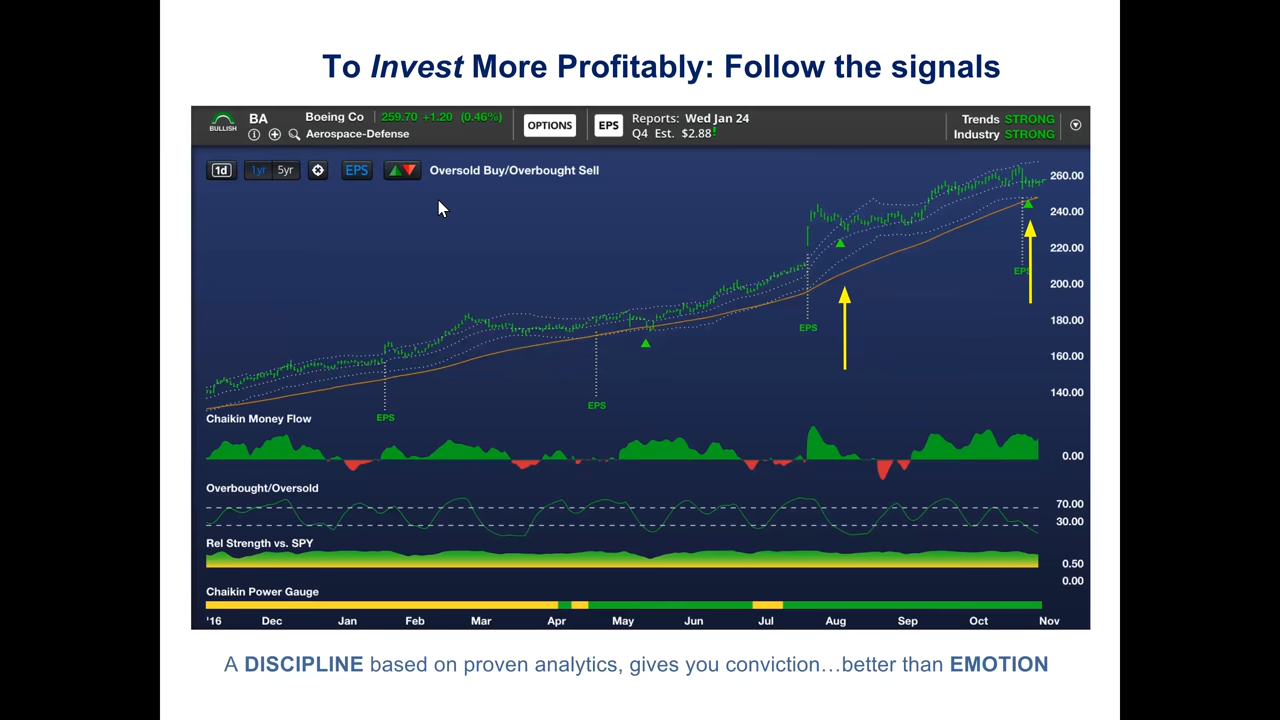 To Invest More Profitably: Follow the signals
BULLISH
BA
Boeing Co
259.70 +1.20 (0.46%)
Aerospace-Defense
OPTIONS
EPS
Reports: Wed Jan 24
Q4 Est. $2.88!
Trends STRONG
Industry STRONG
1d
1yr 5yr
EPS
Oversold Buy/Overbought Sell
260.00
240.00
220.00
200.00
180.00
160.00
140.00
EPS
EPS
EPS
EPS
Chaikin Money Flow
0.00
Overbought/Oversold
70.00
30.00
Rel Strength vs. SPY
0.50
0.00
Chaikin Power Gauge
'16 Dec Jan Feb Mar Apr May Jun Jul Aug Sep Oct Nov
A DISCIPLINE based on proven analytics, gives you conviction…better than EMOTION